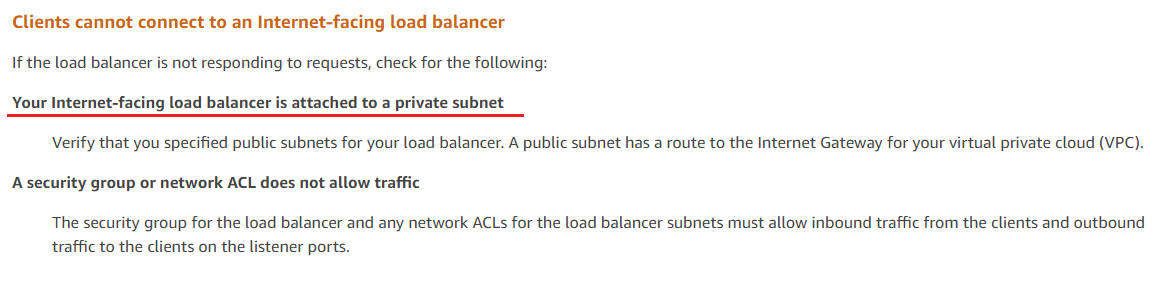 Clients cannot connect to an Internet-facing load balancer
If the load balancer is not responding to requests, check for the following:
Your Internet-facing load balancer is attached to a private subnet
Verify that you specified public subnets for your load balancer. A public subnet has a route to the Internet Gateway for your virtual private cloud (VPC).
A security group or network ACL does not allow traffic
The security group for the load balancer and any network ACLs for the load balancer subnets must allow inbound traffic from the clients and outbound
traffic to the clients on the listener ports.